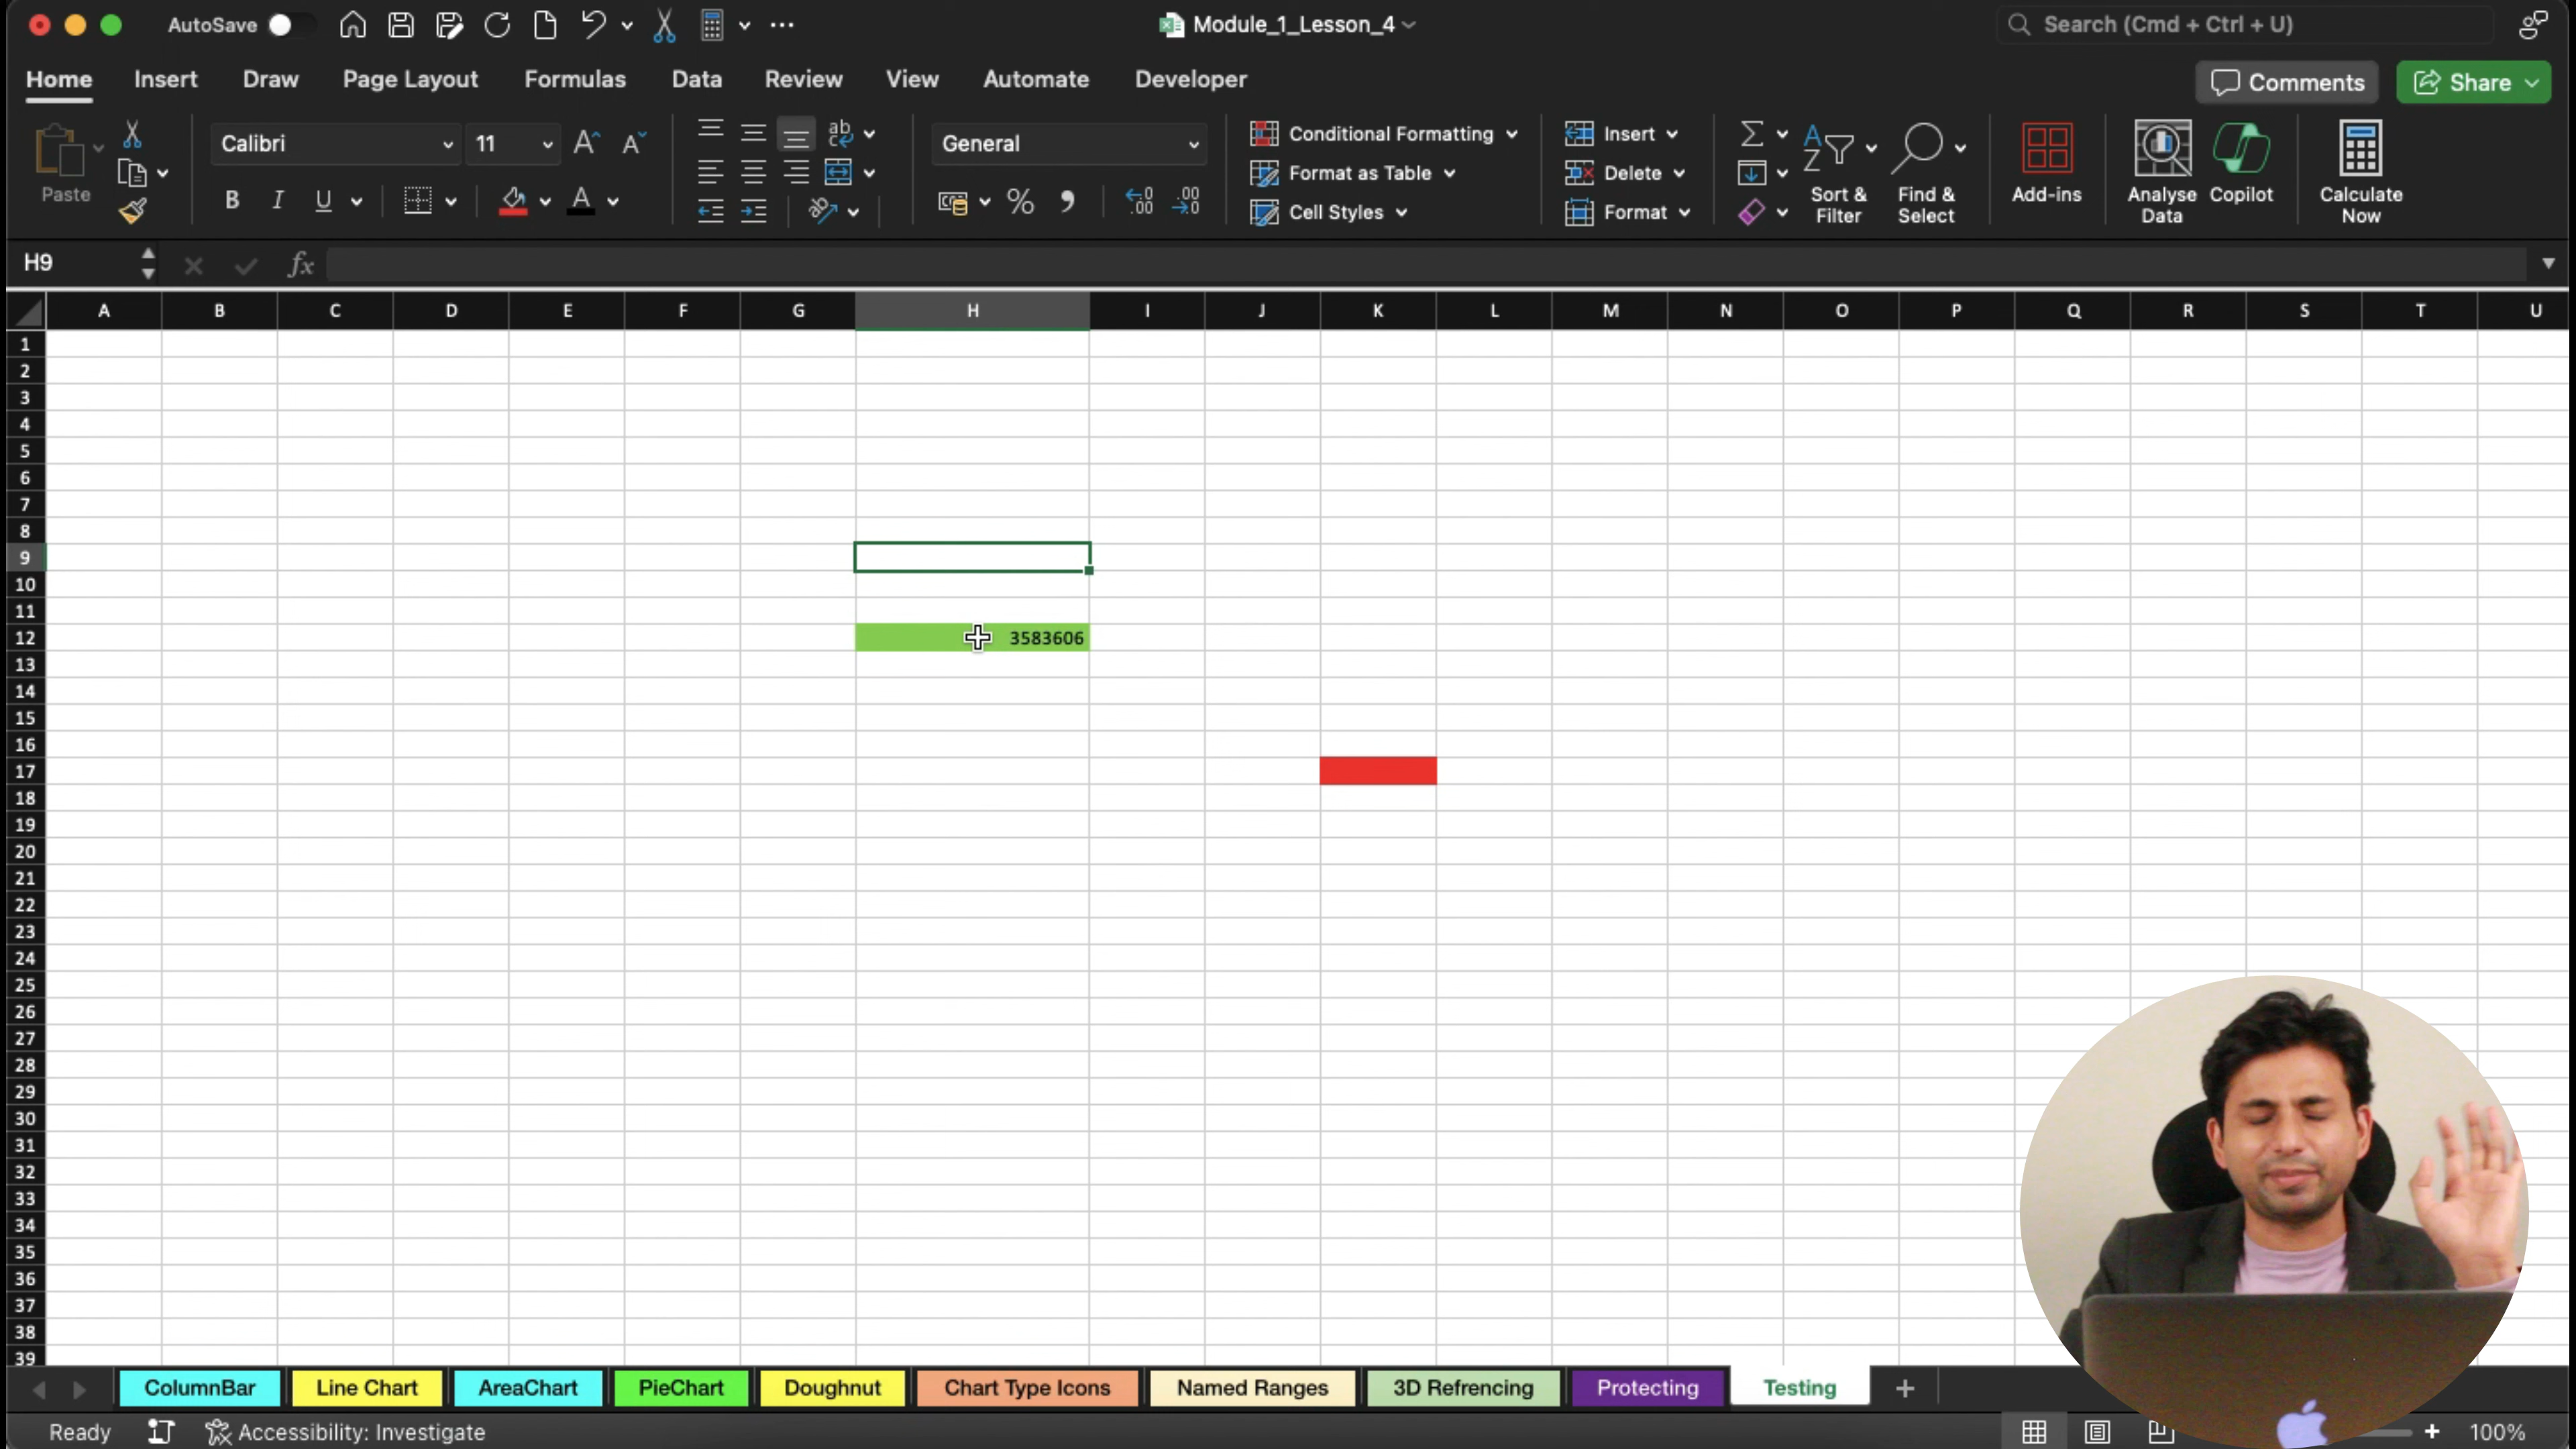 AutoSave
Module_1_Lesson_4
Search (Cmd + Ctrl + U)
Home Insert Draw Page Layout Formulas Data Review View Automate Developer
Comments Share
Paste
Calibri 11
B I U A
ab
General
% 9
.00
.00
Conditional Formatting
Format as Table
Cell Styles
Insert
Delete
Format
Sort & Filter
Find & Select
Add-ins
Analyse Data
Copilot
Calculate Now
H9
fx
A B C D E F G H I J K L M N O P Q R S T U
1
2
3
4
5
6
7
8
9
10
11
12 3583606
13
14
15
16
17
18
19
20
21
22
23
24
25
26
27
28
29
30
31
32
33
34
35
36
37
38
39
ColumnBar Line Chart AreaChart PieChart Doughnut Chart Type Icons Named Ranges 3D Refrencing Protecting Testing
Ready
Accessibility: Investigate
100%